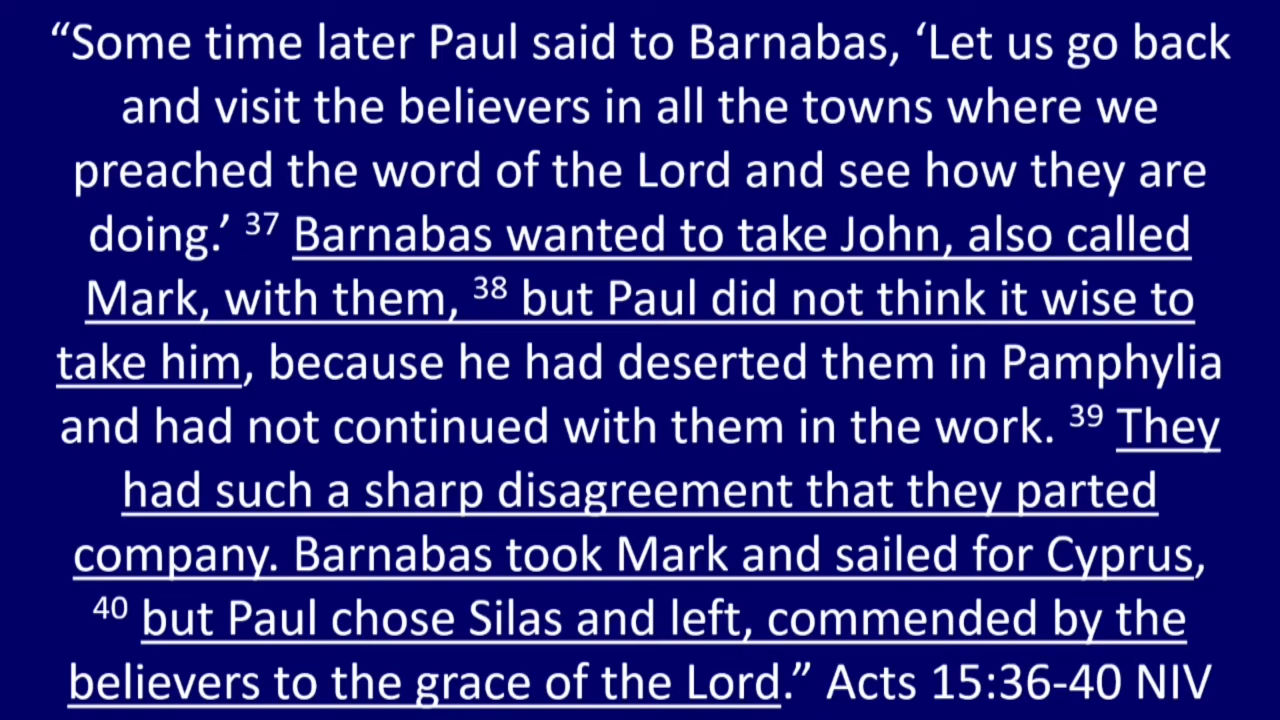 “Some time later Paul said to Barnabas, ‘Let us go back
and visit the believers in all the towns where we
preached the word of the Lord and see how they are
doing.’ 37 Barnabas wanted to take John, also called
Mark, with them, 38 but Paul did not think it wise to
take him, because he had deserted them in Pamphylia
and had not continued with them in the work. 39 They
had such a sharp disagreement that they parted
company. Barnabas took Mark and sailed for Cyprus,
40 but Paul chose Silas and left, commended by the
believers to the grace of the Lord.” Acts 15:36-40 NIV